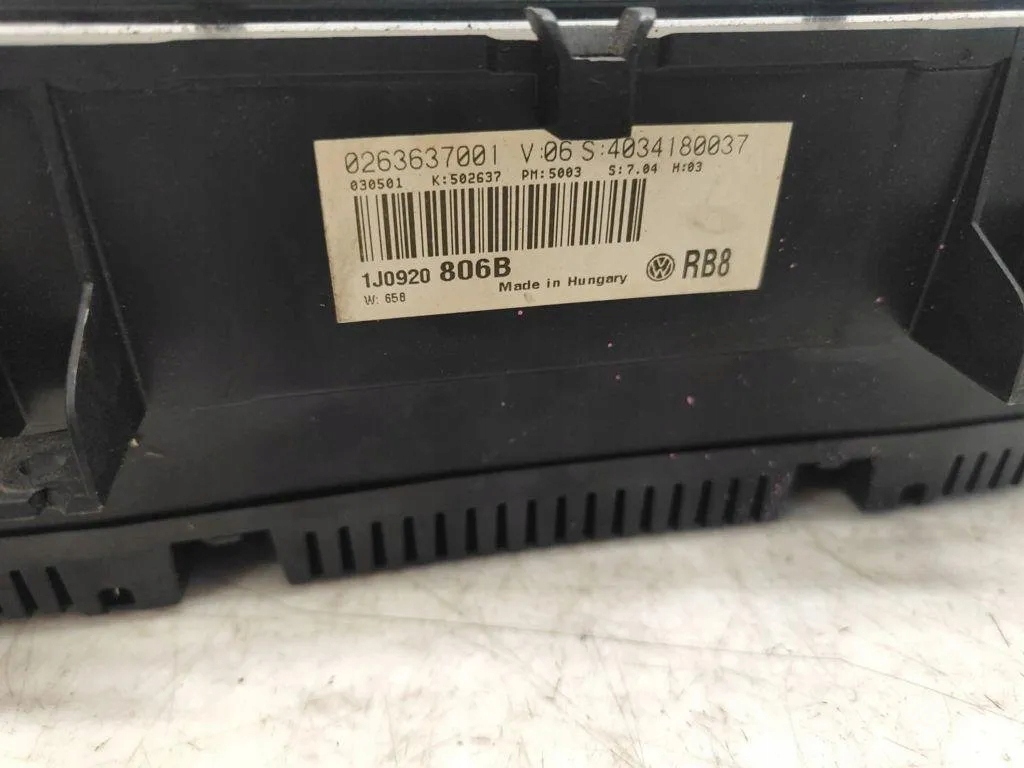 0263637001 V:06 S:4034180037
030501 K:502637 PM:5003 S:7.04 H:03
1J0920 806B Made in Hungary RB8
W: 658